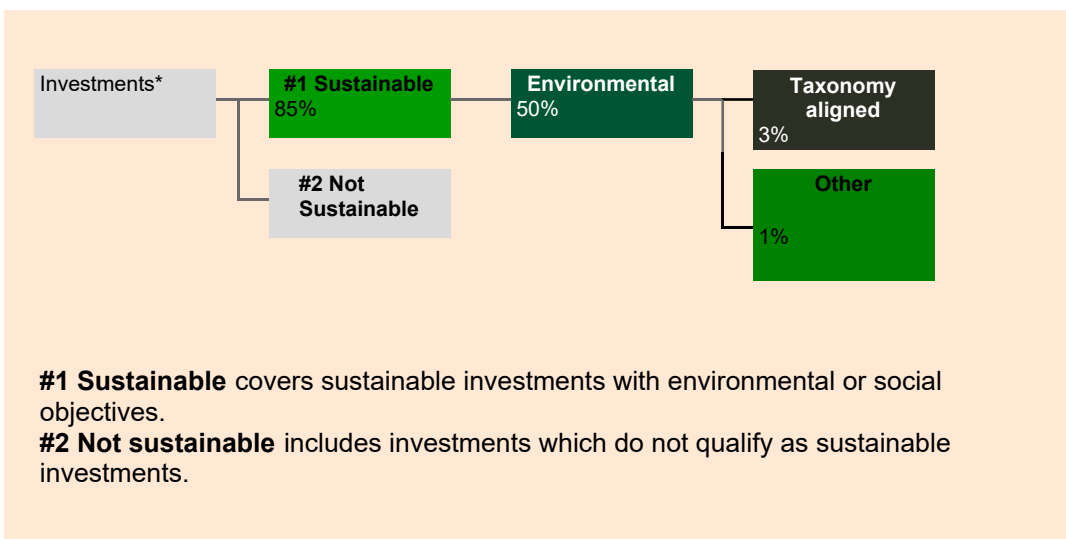 Investments*
#1 Sustainable
85%
Environmental
50%
Taxonomy
aligned
3%
#2 Not
Sustainable
Other
1%
#1 Sustainable covers sustainable investments with environmental or social
objectives.
#2 Not sustainable includes investments which do not qualify as sustainable
investments.